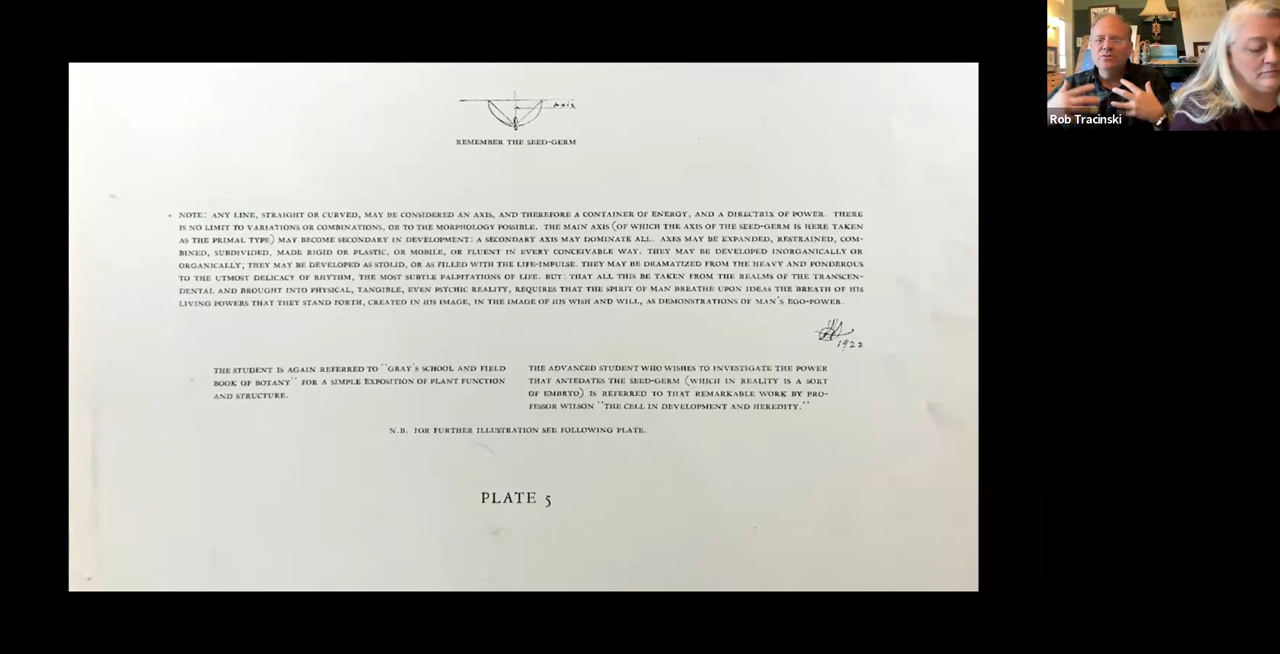 Rob Tracinski
axis
REMEMBER THE SEED-GERM.
NOTE: ANY LINE, STRAIGHT OR CURVED, MAY BE CONSIDERED AN AXIS, AND THEREFORE A CONTAINER OF ENERGY, AND A DIRECTRIX OF POWER. THERE
IS NO LIMIT TO VARIATIONS OR COMBINATIONS, OR TO THE MORPHOLOGY POSSIBLE. THE MAIN AXIS (OF WHICH THE AXIS OF THE SEED-GERM IS HERE TAKEN
AS THE PRIMAL TYPE) MAY BECOME SECONDARY IN DEVELOPMENT: A SECONDARY AXIS MAY DOMINATE ALL. AXES MAY BE EXPANDED, RESTRAINED, COM-
BINED, SUBDIVIDED, MADE RIGID OR PLASTIC, OR MOBILE, OR FLUENT IN EVERY CONCEIVABLE WAY. THEY MAY BE DEVELOPED INORGANICALLY OR
ORGANICALLY; THEY MAY BE DEVELOPED AS STOLID, OR AS FILLED WITH THE LIFE-IMPULSE. THEY MAY BE DRAMATIZED FROM THE HEAVY AND PONDEROUS
TO THE UTMOST DELICACY OF RHYTHM, THE MOST SUBTLE PALPITATIONS OF LIFE. BUT: THAT ALL THIS BE TAKEN FROM THE REALMS OF THE TRANSCEN-
DENTAL AND BROUGHT INTO PHYSICAL, TANGIBLE, EVEN PSYCHIC REALITY, REQUIRES THAT THE SPIRIT OF MAN BREATHE UPON IDEAS THE BREATH OF HIS
LIVING POWERS THAT THEY STAND FORTH, CREATED IN HIS IMAGE, IN THE IMAGE OF HIS WISH AND WILL, AS DEMONSTRATIONS OF MAN'S EGO-POWER.
1922
THE STUDENT IS AGAIN REFERRED TO "GRAY'S SCHOOL AND FIELD
BOOK OF BOTANY" FOR A SIMPLE EXPOSITION OF PLANT FUNCTION
AND STRUCTURE.
THE ADVANCED STUDENT WHO WISHES TO INVESTIGATE THE POWER
THAT ANTEDATES THE SEED-GERM (WHICH IN REALITY IS A SORT
OF EMBRYO) IS REFERRED TO THAT REMARKABLE WORK BY PRO-
FESSOR WILSON "THE CELL IN DEVELOPMENT AND HEREDITY."
N.B. FOR FURTHER ILLUSTRATION SEE FOLLOWING PLATE.
PLATE 5